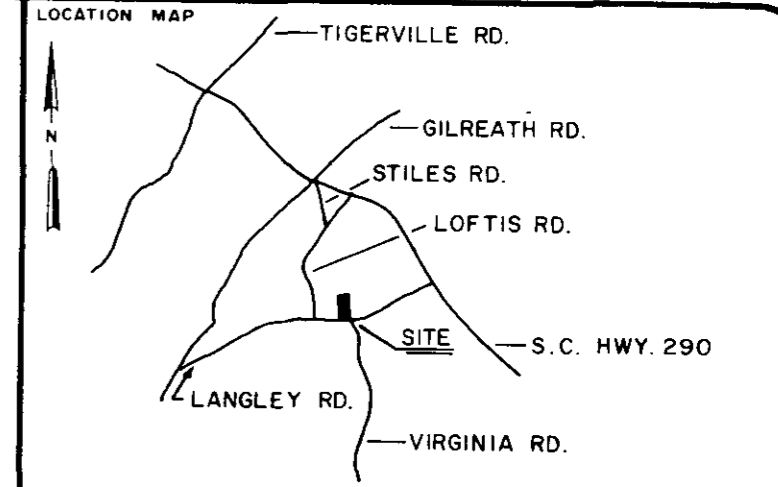 LOCATION MAP
TIGERVILLE RD.
N
GILREATH RD.
STILES RD.
LOFTIS RD.
SITE
S.C. HWY. 290
LANGLEY RD.
VIRGINIA RD.